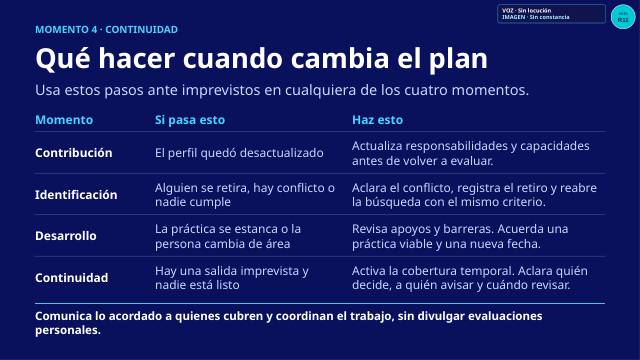 VOZ · Sin locución
IMAGEN · Sin constancia
R11
MOMENTO 4 · CONTINUIDAD
Qué hacer cuando cambia el plan
Usa estos pasos ante imprevistos en cualquiera de los cuatro momentos.
Momento Si pasa esto Haz esto
Contribución El perfil quedó desactualizado Actualiza responsabilidades y capacidades
antes de volver a evaluar.
Identificación Alguien se retira, hay conflicto o Aclara el conflicto, registra el retiro y reabre
nadie cumple la búsqueda con el mismo criterio.
Desarrollo La práctica se estanca o la Revisa apoyos y barreras. Acuerda una
persona cambia de área práctica viable y una nueva fecha.
Continuidad Hay una salida imprevista y Activa la cobertura temporal. Aclara quién
nadie está listo decide, a quién avisar y cuándo revisar.
Comunica lo acordado a quienes cubren y coordinan el trabajo, sin divulgar evaluaciones
personales.